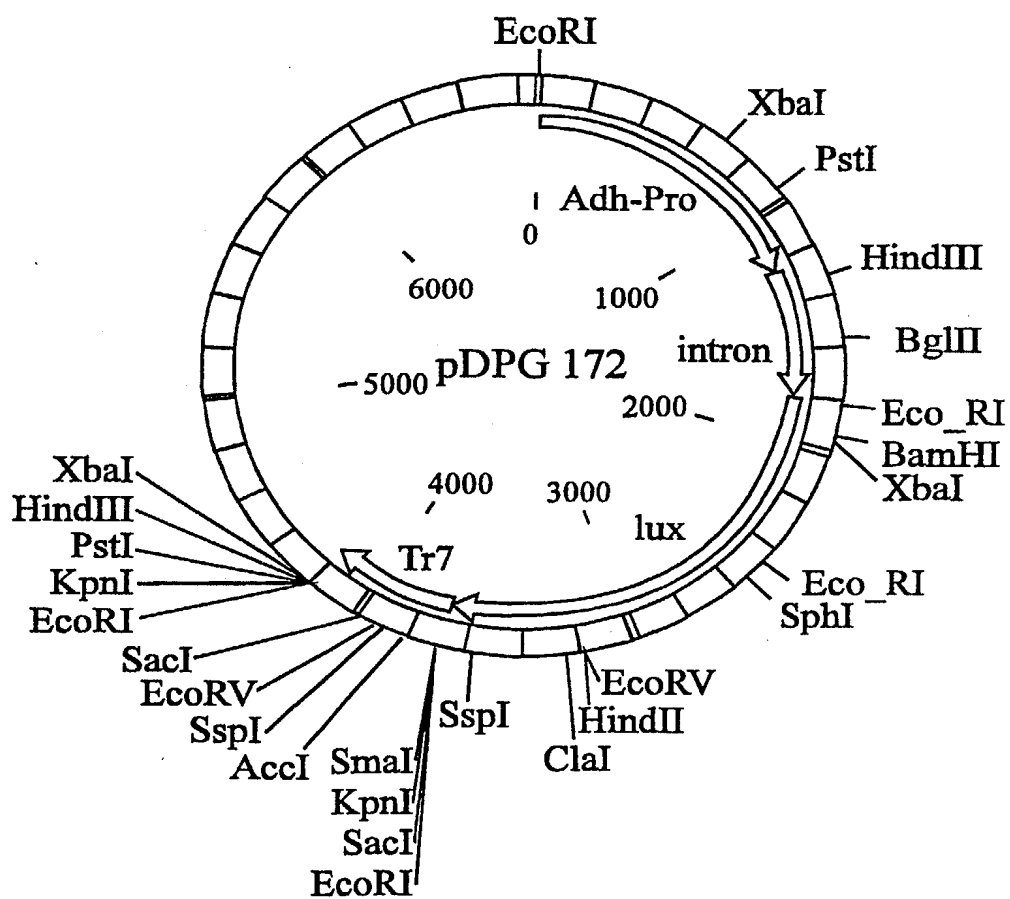 EcoRI
XbaI
PstI
Adh-Pro
0
HindIII
6000
1000
BglII
intron
pDPG 172
5000
2000
Eco_RI
BamHI
XbaI
XbaI
HindIII
PstI
KpnI
EcoRI
4000
3000
lux
Tr7
Eco_RI
SphI
SacI
EcoRV
SspI
AccI
SmaI
KpnI
SacI
EcoRI
SspI
EcoRV
HindII
ClaI